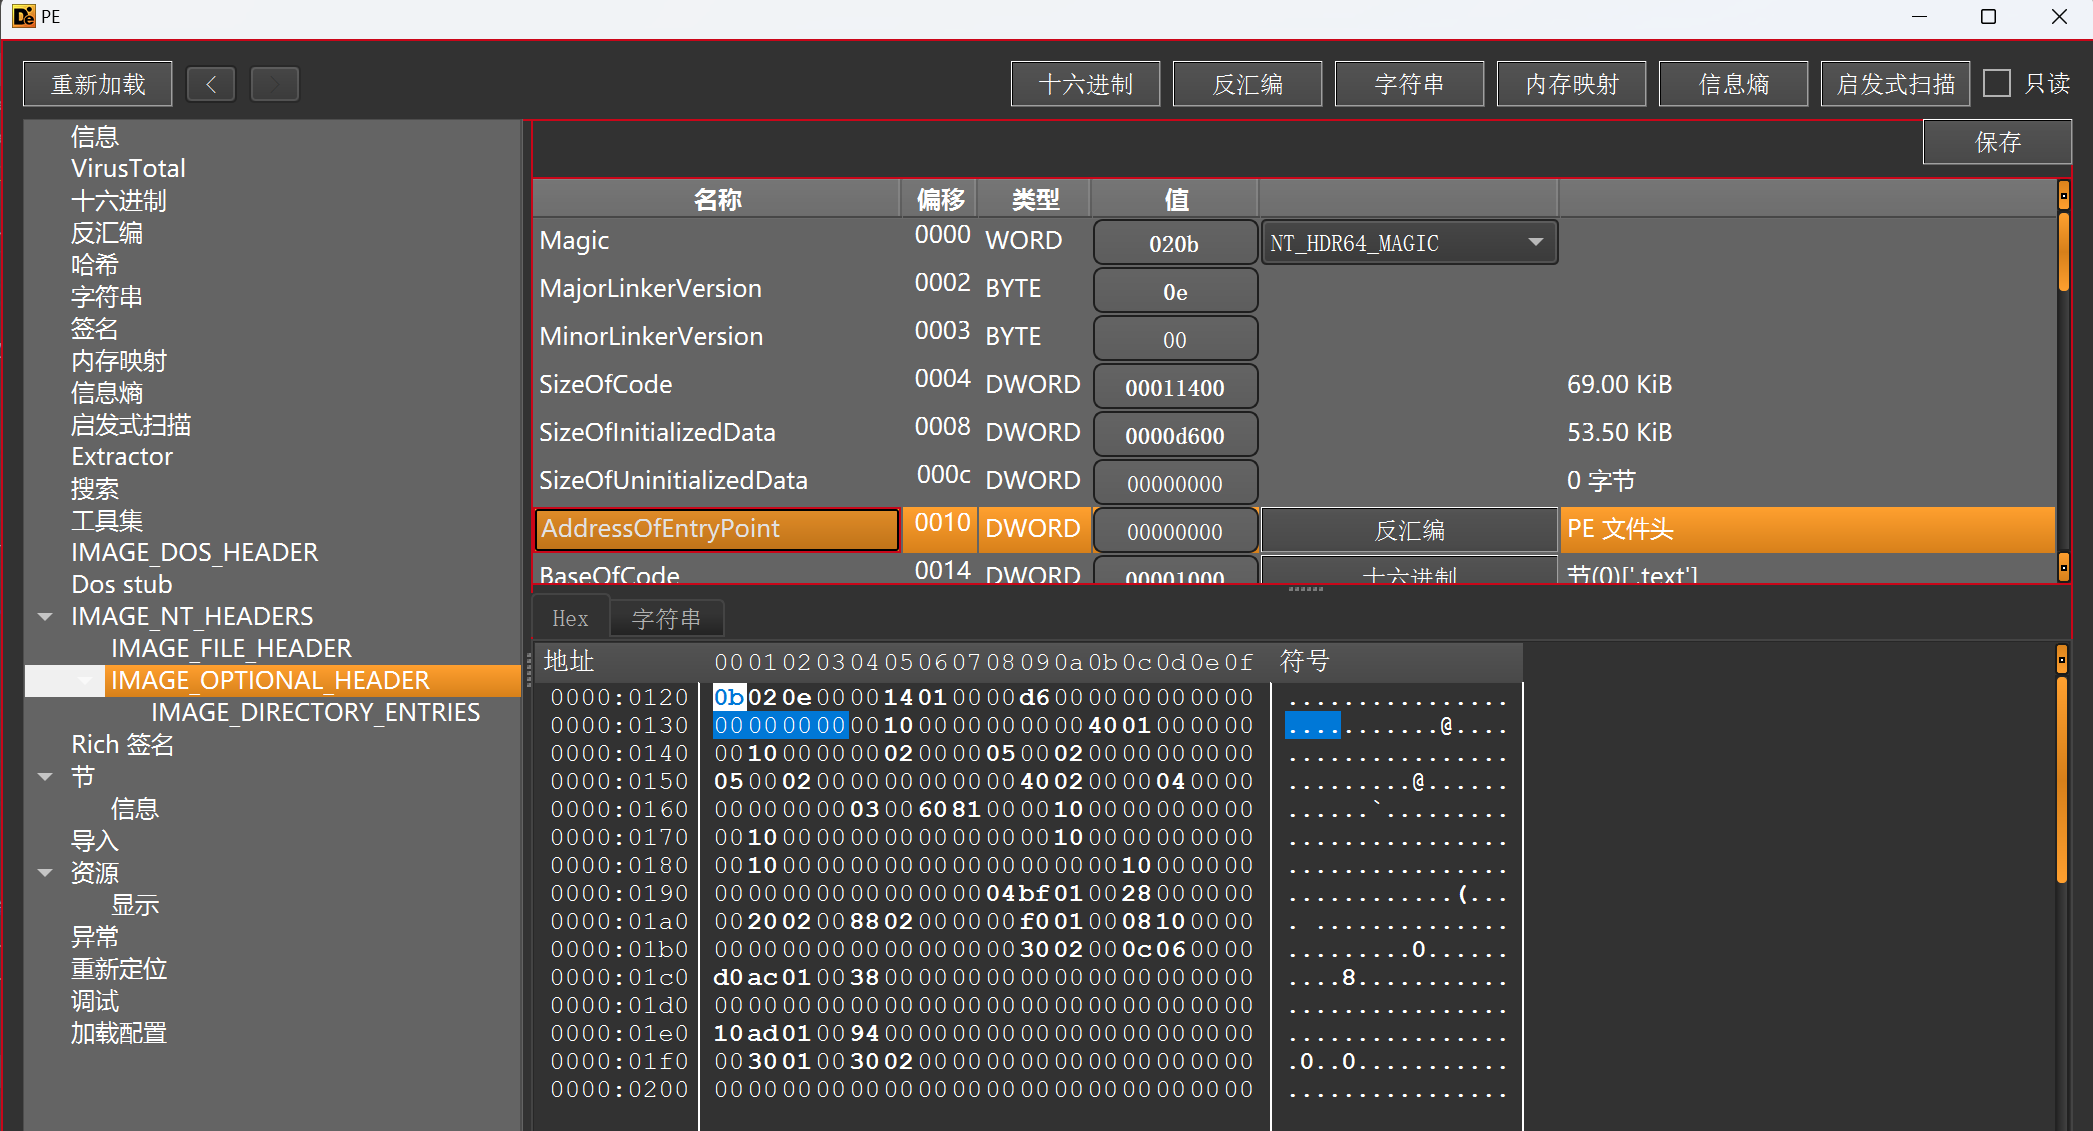 PE
重新加载 十六进制 反汇编 字符串 内存映射 信息熵 启发式扫描 只读
保存
信息
VirusTotal
十六进制
反汇编
哈希
字符串
签名
内存映射
信息熵
启发式扫描
Extractor
搜索
工具集
IMAGE_DOS_HEADER
Dos stub
IMAGE_NT_HEADERS
IMAGE_FILE_HEADER
IMAGE_OPTIONAL_HEADER
IMAGE_DIRECTORY_ENTRIES
Rich 签名
节
信息
导入
资源
显示
异常
重新定位
调试
加载配置
名称 偏移 类型 值
Magic 0000 WORD 020b NT_HDR64_MAGIC
MajorLinkerVersion 0002 BYTE 0e
MinorLinkerVersion 0003 BYTE 00
SizeOfCode 0004 DWORD 00011400 69.00 KiB
SizeOfInitializedData 0008 DWORD 0000d600 53.50 KiB
SizeOfUninitializedData 000c DWORD 00000000 0 字节
AddressOfEntryPoint 0010 DWORD 00000000 反汇编 PE 文件头
BaseOfCode 0014 DWORD 00001000 十六进制 节(0)['.text']
Hex 字符串
地址 00 01 02 03 04 05 06 07 08 09 0a 0b 0c 0d 0e 0f 符号
0000:0120 0b 02 0e 00 00 14 01 00 00 d6 00 00 00 00 00 00 ................
0000:0130 00 00 00 00 00 10 00 00 00 00 00 40 01 00 00 00 ...........@....
0000:0140 00 10 00 00 00 02 00 00 05 00 02 00 00 00 00 00 ................
0000:0150 05 00 02 00 00 00 00 00 00 40 02 00 00 04 00 00 .........@......
0000:0160 00 00 00 00 03 00 60 81 00 00 10 00 00 00 00 00 ......`.........
0000:0170 00 10 00 00 00 00 00 00 00 00 10 00 00 00 00 00 ................
0000:0180 00 10 00 00 00 00 00 00 00 00 00 00 10 00 00 00 ................
0000:0190 00 00 00 00 00 00 00 00 04 bf 01 00 28 00 00 00 ............(...
0000:01a0 00 20 02 00 88 02 00 00 00 f0 01 00 08 10 00 00 . ..............
0000:01b0 00 00 00 00 00 00 00 00 00 30 02 00 0c 06 00 00 .........0......
0000:01c0 d0 ac 01 00 38 00 00 00 00 00 00 00 00 00 00 00 ....8...........
0000:01d0 00 00 00 00 00 00 00 00 00 00 00 00 00 00 00 00 ................
0000:01e0 10 ad 01 00 94 00 00 00 00 00 00 00 00 00 00 00 ................
0000:01f0 00 30 01 00 30 02 00 00 00 00 00 00 00 00 00 00 .0..0...........
0000:0200 00 00 00 00 00 00 00 00 00 00 00 00 00 00 00 00 ................